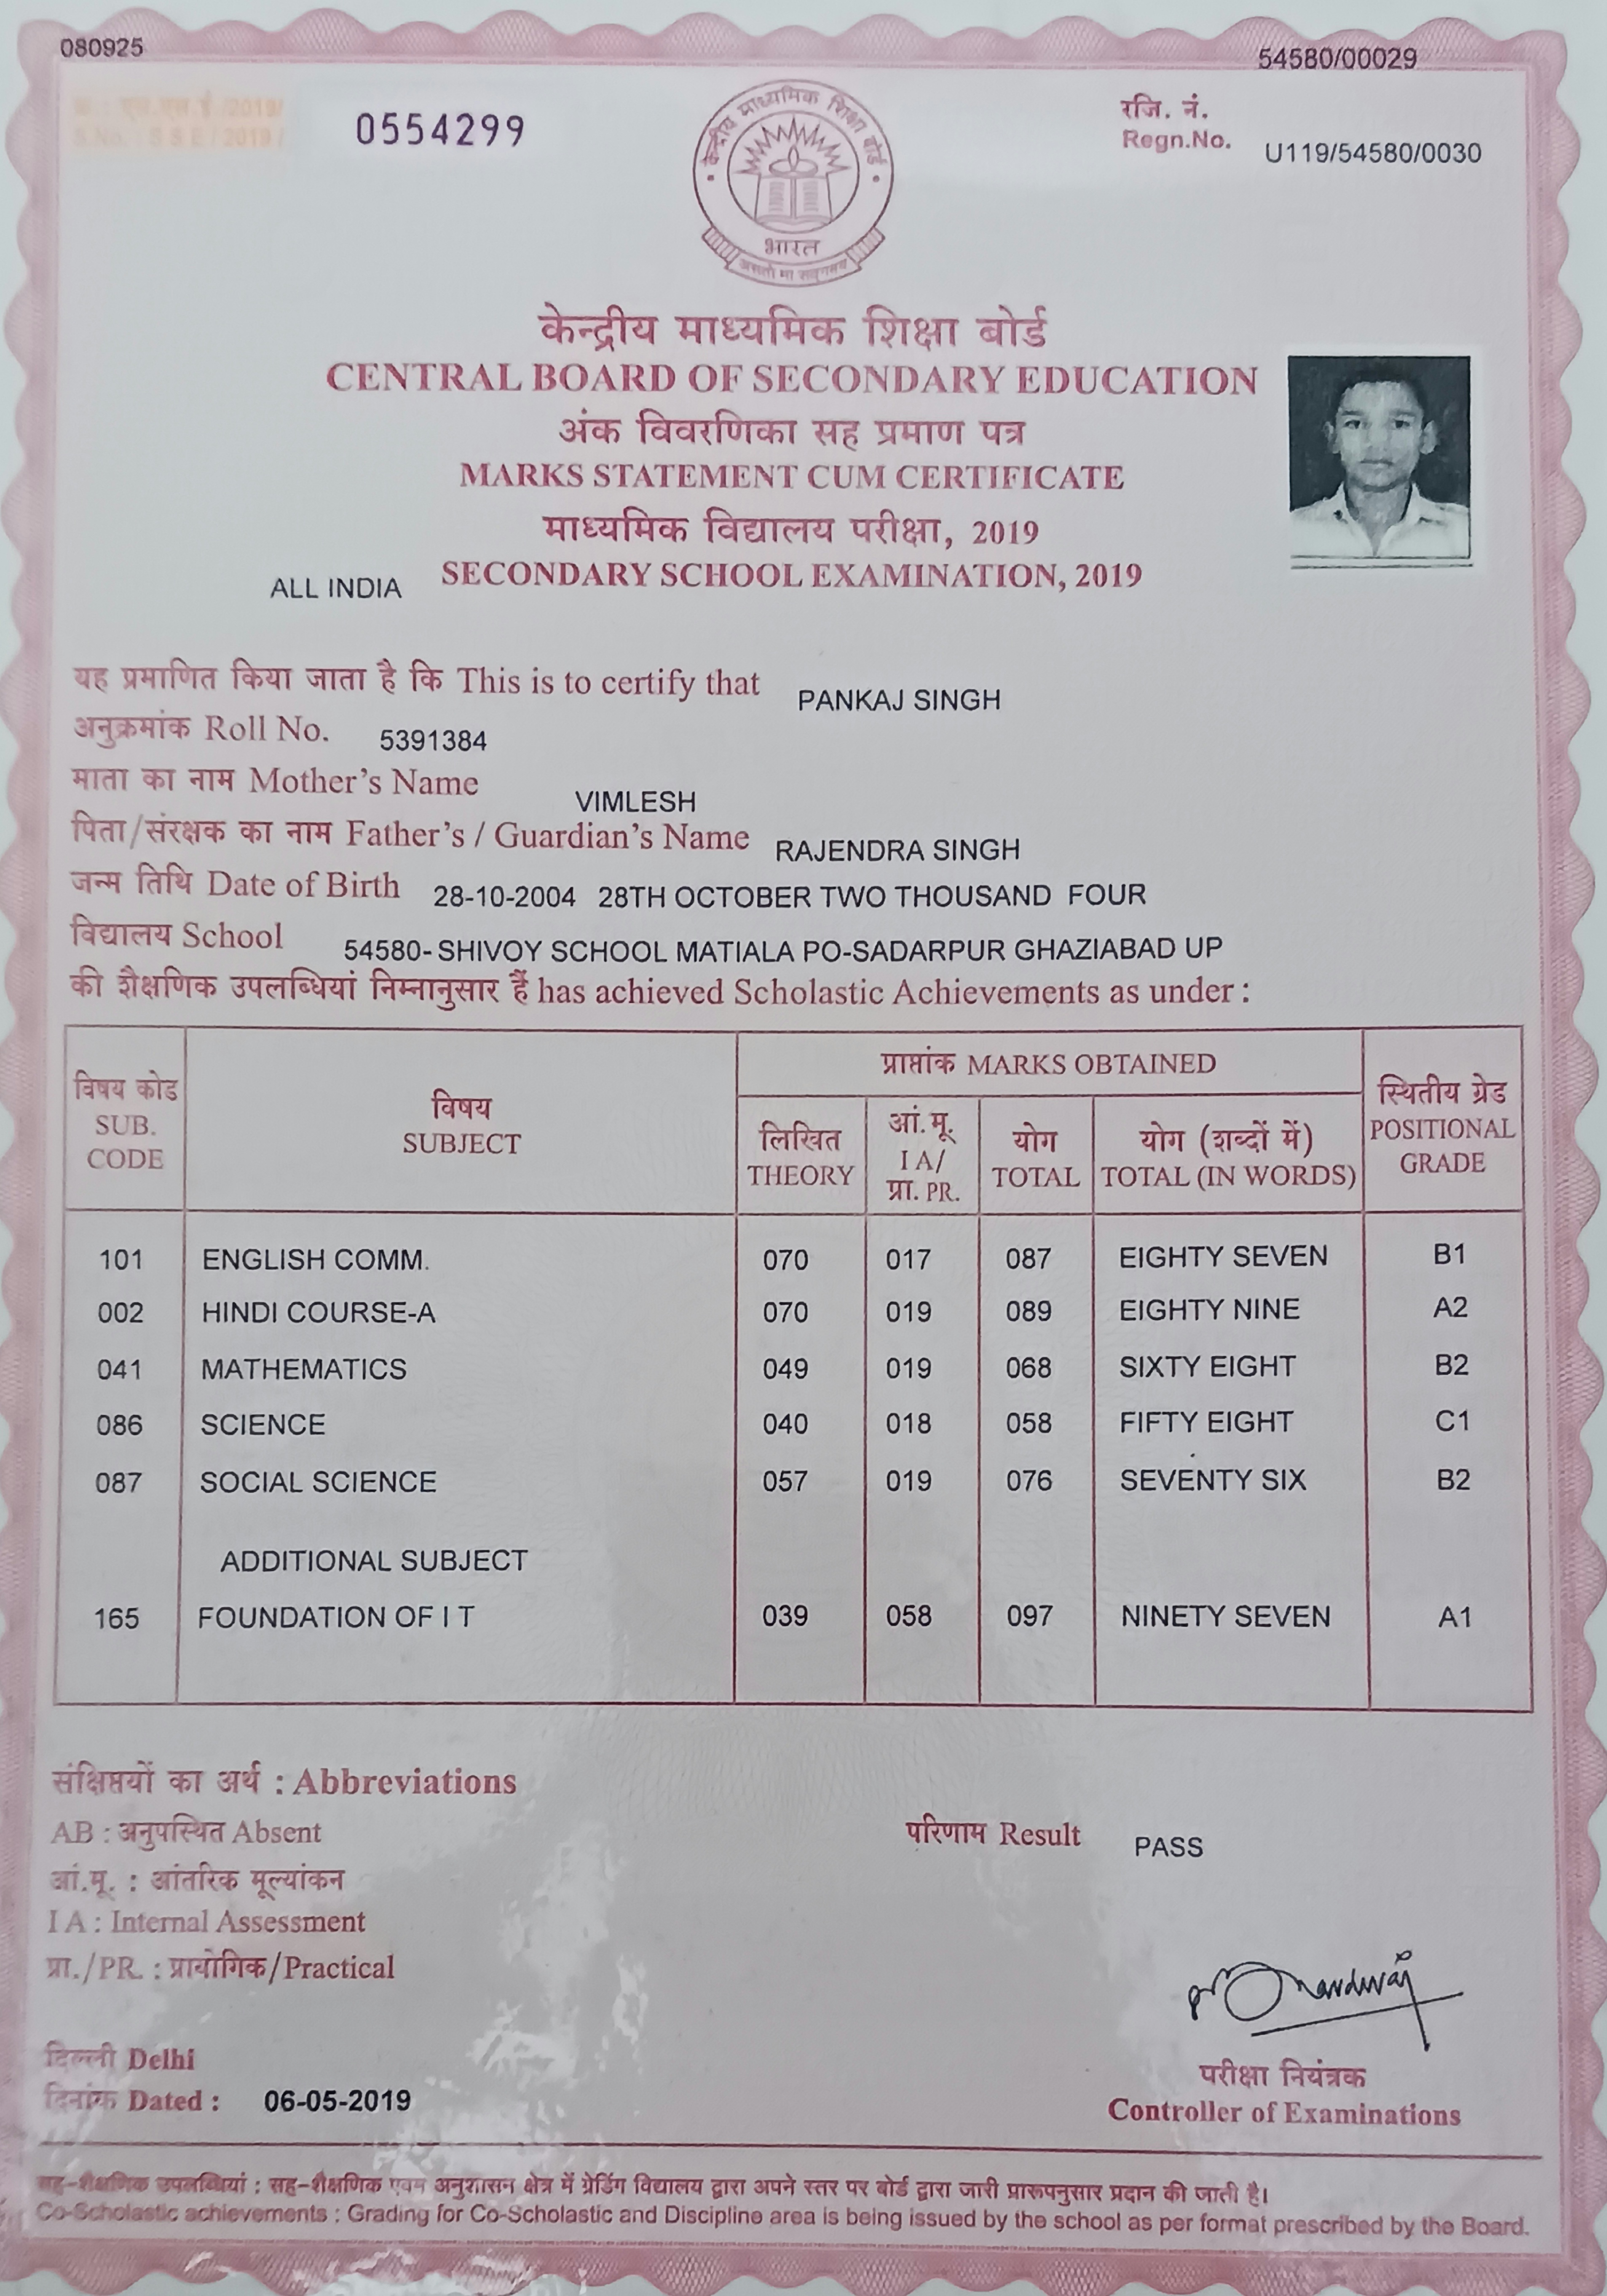 080925
54580/00029
क्र. : एस.एस.ई /2019/
S.No. : S S E / 2019 /
0554299
रजि. नं.
Regn.No. U119/54580/0030
केन्द्रीय माध्यमिक शिक्षा बोर्ड
भारत
असतो मा सद्गमय
केन्द्रीय माध्यमिक शिक्षा बोर्ड
CENTRAL BOARD OF SECONDARY EDUCATION
अंक विवरणिका सह प्रमाण पत्र
MARKS STATEMENT CUM CERTIFICATE
माध्यमिक विद्यालय परीक्षा, 2019
ALL INDIA SECONDARY SCHOOL EXAMINATION, 2019
यह प्रमाणित किया जाता है कि This is to certify that PANKAJ SINGH
अनुक्रमांक Roll No. 5391384
माता का नाम Mother's Name VIMLESH
पिता/संरक्षक का नाम Father's / Guardian's Name RAJENDRA SINGH
जन्म तिथि Date of Birth 28-10-2004 28TH OCTOBER TWO THOUSAND FOUR
विद्यालय School 54580- SHIVOY SCHOOL MATIALA PO-SADARPUR GHAZIABAD UP
की शैक्षणिक उपलब्धियां निम्नानुसार हैं has achieved Scholastic Achievements as under :
विषय कोड SUB. CODE
विषय SUBJECT
प्राप्तांक MARKS OBTAINED
लिखित THEORY
आं.मू. I A/ प्रा. PR.
योग TOTAL
योग (शब्दों में) TOTAL (IN WORDS)
स्थितीय ग्रेड POSITIONAL GRADE
101 ENGLISH COMM. 070 017 087 EIGHTY SEVEN B1
002 HINDI COURSE-A 070 019 089 EIGHTY NINE A2
041 MATHEMATICS 049 019 068 SIXTY EIGHT B2
086 SCIENCE 040 018 058 FIFTY EIGHT C1
087 SOCIAL SCIENCE 057 019 076 SEVENTY SIX B2
ADDITIONAL SUBJECT
165 FOUNDATION OF I T 039 058 097 NINETY SEVEN A1
संक्षिप्तयों का अर्थ : Abbreviations
AB : अनुपस्थित Absent
परिणाम Result PASS
आं.मू. : आंतरिक मूल्यांकन
I A : Internal Assessment
प्रा./PR. : प्रायोगिक/Practical
दिल्ली Delhi
दिनांक Dated : 06-05-2019
परीक्षा नियंत्रक
Controller of Examinations
सह-शैक्षणिक उपलब्धियां : सह-शैक्षणिक एवम अनुशासन क्षेत्र में ग्रेडिंग विद्यालय द्वारा अपने स्तर पर बोर्ड द्वारा जारी प्रारूपनुसार प्रदान की जाती है।
Co-Scholastic achievements : Grading for Co-Scholastic and Discipline area is being issued by the school as per format prescribed by the Board.